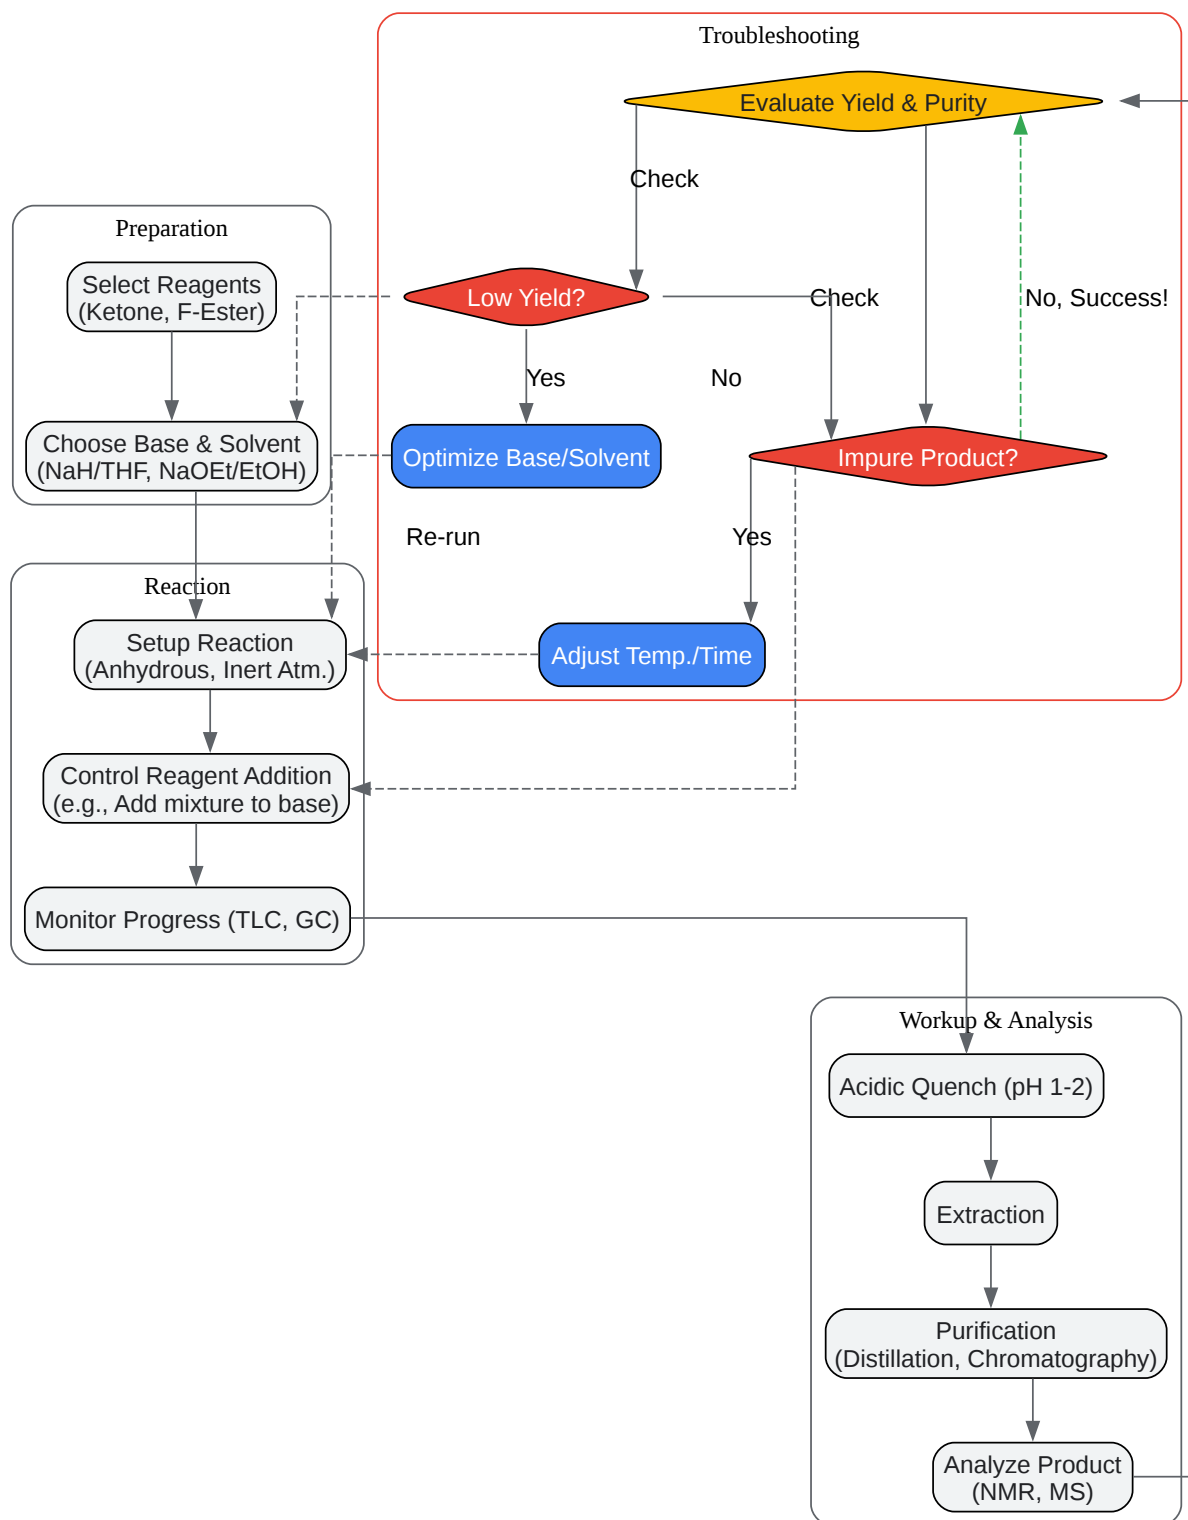 Troubleshooting
Evaluate Yield & Purity
Check
Preparation
Select Reagents
(Ketone, F-Ester)
Low Yield?
Check
No, Success!
Yes
No
Choose Base & Solvent
(NaH/THF, NaOEt/EtOH)
Optimize Base/Solvent
Impure Product?
Re-run
Yes
Reaction
Setup Reaction
(Anhydrous, Inert Atm.)
Adjust Temp./Time
Control Reagent Addition
(e.g., Add mixture to base)
Monitor Progress (TLC, GC)
Workup & Analysis
Acidic Quench (pH 1-2)
Extraction
Purification
(Distillation, Chromatography)
Analyze Product
(NMR, MS)